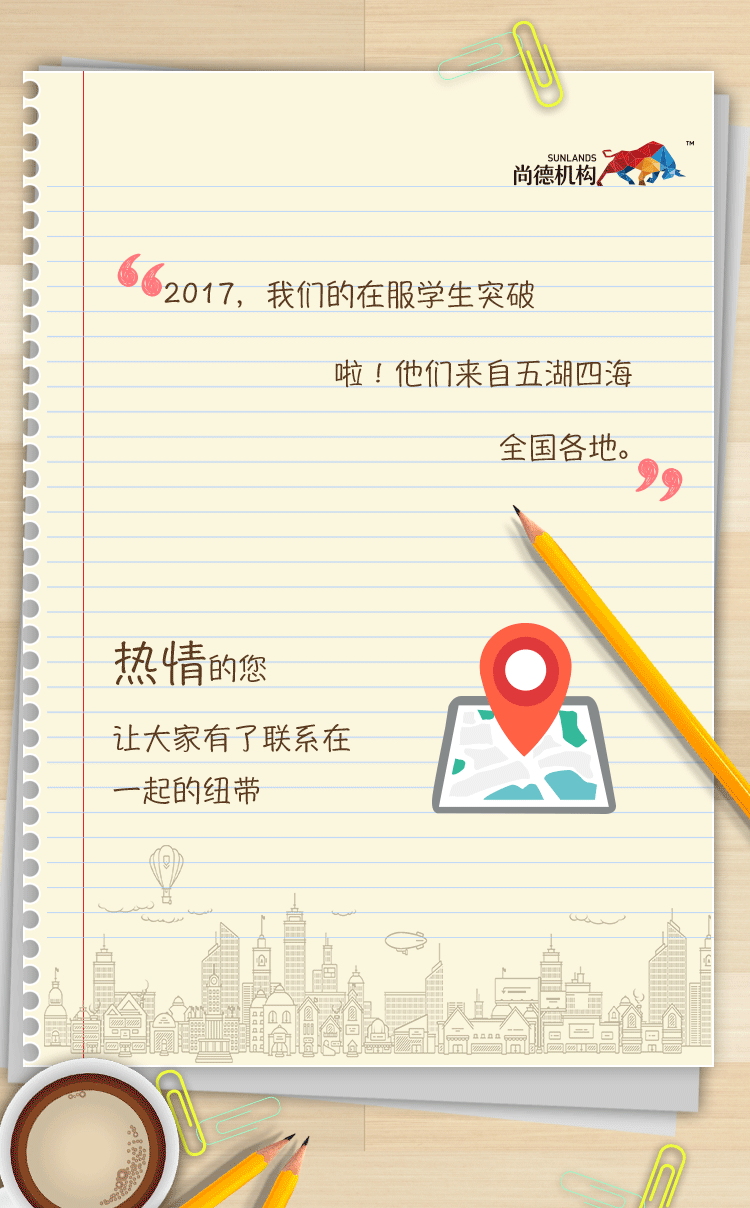 SUNLANDS
尚德机构 TM
“2017，我们的在服学生突破
啦！他们来自五湖四海
全国各地。”
热情的您
让大家有了联系在
一起的纽带